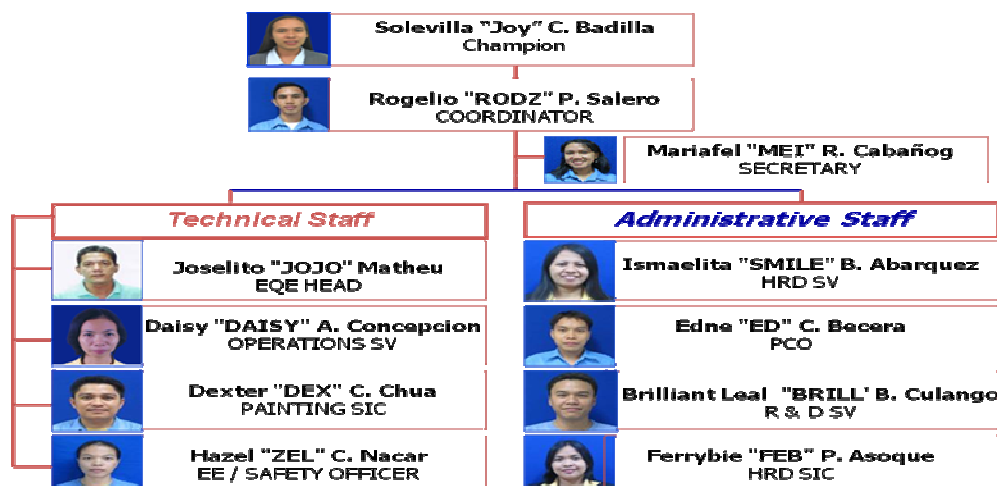 Solevilla "Joy" C. Badilla
Champion
Rogelio "RODZ" P. Salero
COORDINATOR
Mariafel "MEI" R. Cabañog
SECRETARY
Technical Staff
Joselito "JOJO" Matheu
EQE HEAD
Daisy "DAISY" A. Concepcion
OPERATIONS SV
Dexter "DEX" C. Chua
PAINTING SIC
Hazel "ZEL" C. Nacar
EE / SAFETY OFFICER
Administrative Staff
Ismaelita "SMILE" B. Abarquez
HRD SV
Edne "ED" C. Becera
PCO
Brilliant Leal "BRILL' B. Culango
R & D SV
Ferrybie "FEB" P. Asoque
HRD SIC